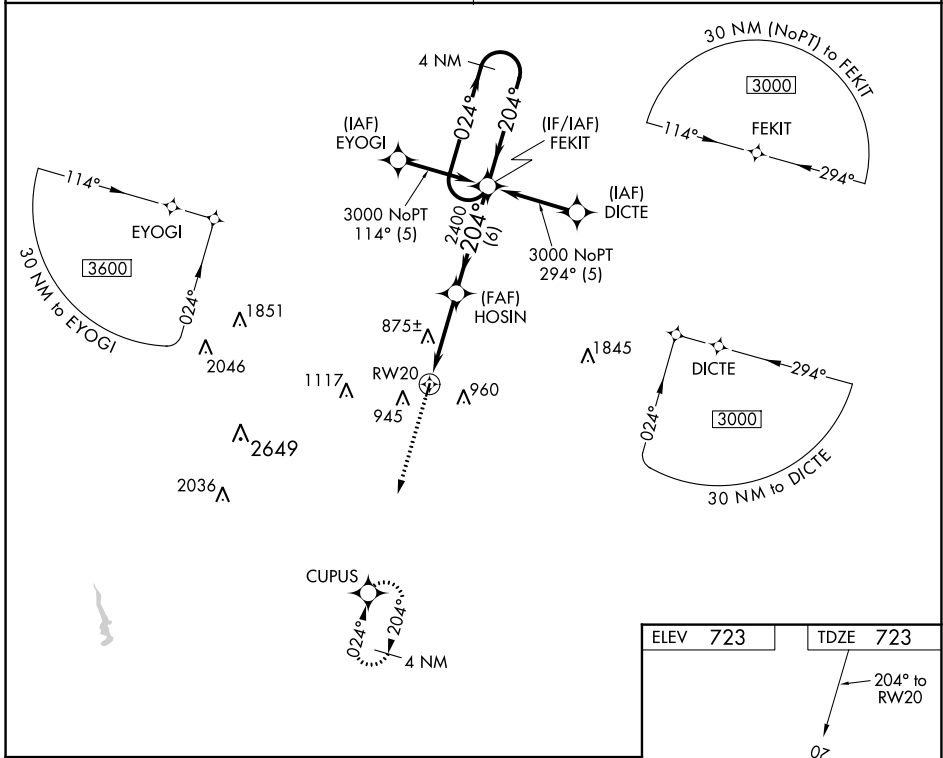 4 NM
024°
204°
(IAF)
EYOGI
(IF/IAF)
FEKIT
(IAF)
DICTE
3000 NoPT
114° (5)
3000 NoPT
294° (5)
2400
204°
(6)
(FAF)
HOSIN
30 NM (NoPT) to FEKIT
3000
FEKIT
114°
294°
114°
EYOGI
3600
024°
30 NM to EYOGI
1851
2046
875±
1845
1117
RW20
945
960
2649
2036
DICTE
294°
024°
3000
30 NM to DICTE
CUPUS
024°
204°
4 NM
ELEV 723
TDZE 723
204° to
RW20
20